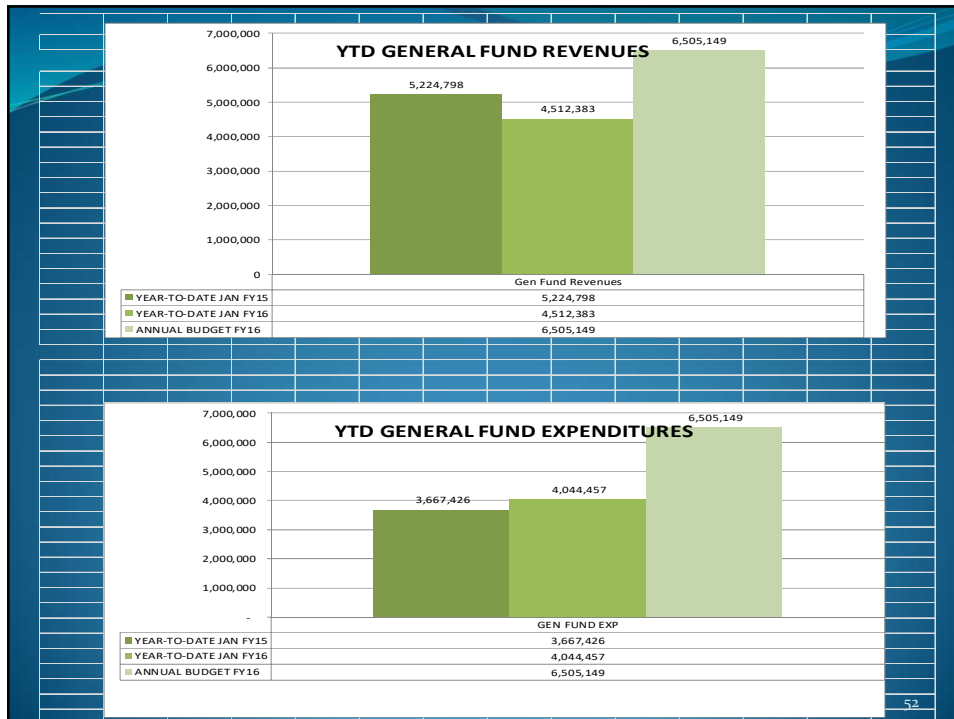 7,000,000
YTD GENERAL FUND REVENUES
6,505,149
6,000,000
5,224,798
5,000,000
4,512,383
4,000,000
3,000,000
2,000,000
1,000,000
0
Gen Fund Revenues
YEAR-TO-DATE JAN FY15 5,224,798
YEAR-TO-DATE JAN FY16 4,512,383
ANNUAL BUDGET FY16 6,505,149
7,000,000
6,505,149
YTD GENERAL FUND EXPENDITURES
6,000,000
5,000,000
4,044,457
4,000,000
3,667,426
3,000,000
2,000,000
1,000,000
-
GEN FUND EXP
YEAR-TO-DATE JAN FY15 3,667,426
YEAR-TO-DATE JAN FY16 4,044,457
ANNUAL BUDGET FY16 6,505,149
52